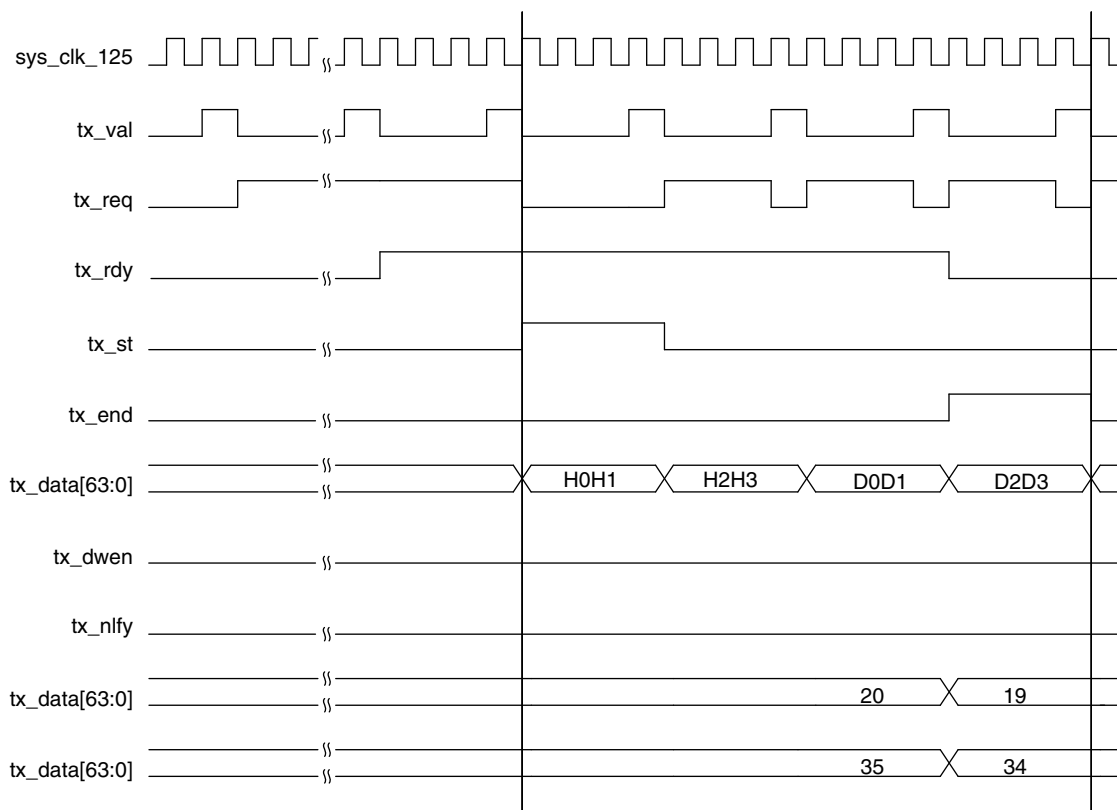 sys_clk_125
tx_val
tx_req
tx_rdy
tx_st
tx_end
tx_data[63:0] H0H1 H2H3 D0D1 D2D3
tx_dwen
tx_nlfy
tx_data[63:0] 20 19
tx_data[63:0] 35 34